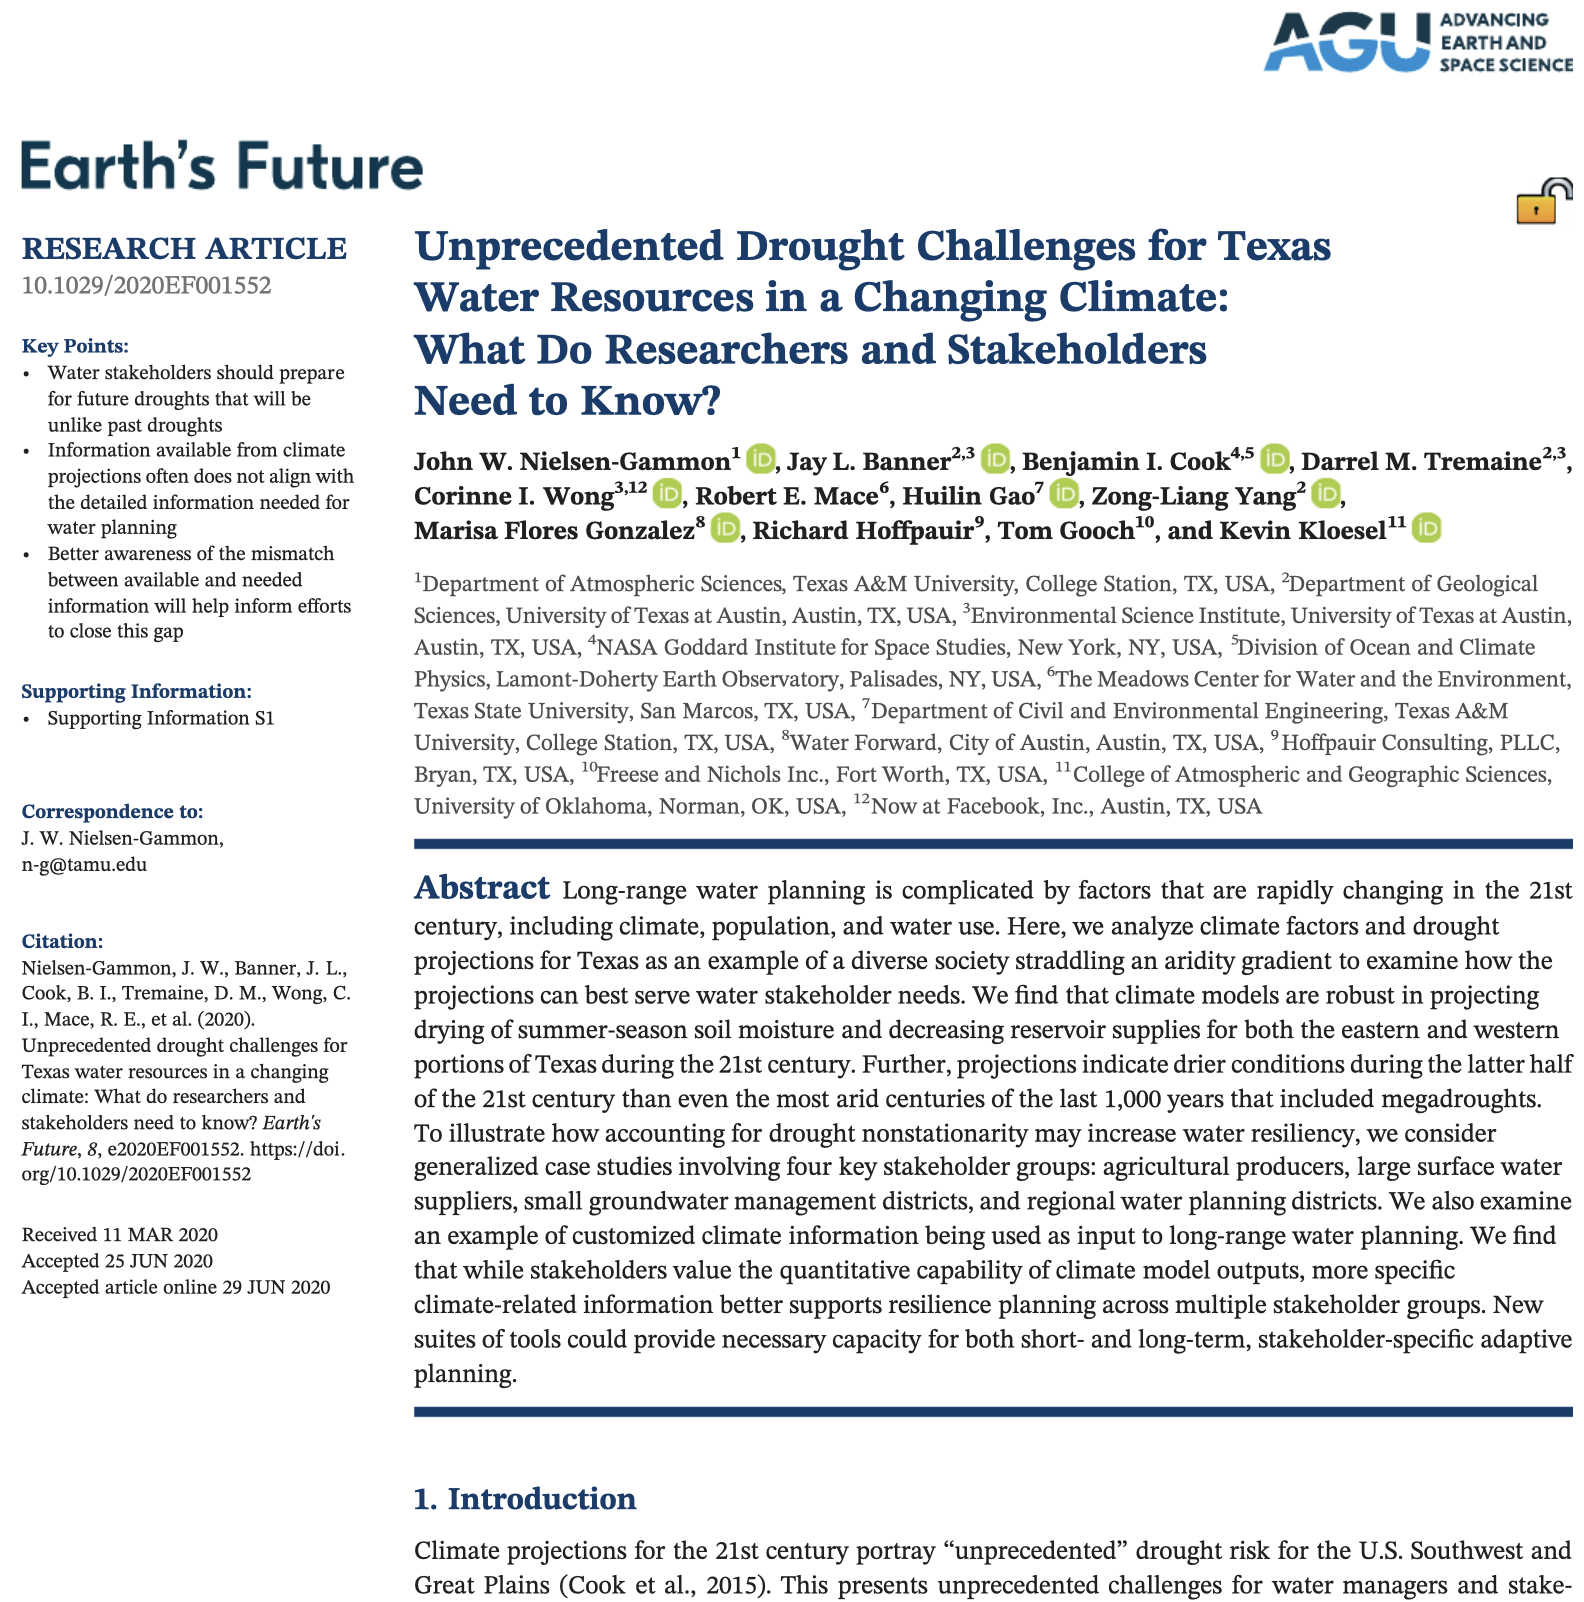 AGU ADVANCING
EARTH AND
SPACE SCIENCE
Earth's Future
RESEARCH ARTICLE
10.1029/2020EF001552
Key Points:
• Water stakeholders should prepare
for future droughts that will be
unlike past droughts
• Information available from climate
projections often does not align with
the detailed information needed for
water planning
• Better awareness of the mismatch
between available and needed
information will help inform efforts
to close this gap
Supporting Information:
• Supporting Information S1
Correspondence to:
J. W. Nielsen-Gammon,
n-g@tamu.edu
Citation:
Nielsen-Gammon, J. W., Banner, J. L.,
Cook, B. I., Tremaine, D. M., Wong, C.
I., Mace, R. E., et al. (2020).
Unprecedented drought challenges for
Texas water resources in a changing
climate: What do researchers and
stakeholders need to know? Earth's
Future, 8, e2020EF001552. https://doi.
org/10.1029/2020EF001552
Received 11 MAR 2020
Accepted 25 JUN 2020
Accepted article online 29 JUN 2020
Unprecedented Drought Challenges for Texas
Water Resources in a Changing Climate:
What Do Researchers and Stakeholders
Need to Know?
John W. Nielsen-Gammon1 iD, Jay L. Banner2,3 iD, Benjamin I. Cook4,5 iD, Darrel M. Tremaine2,3,
Corinne I. Wong3,12 iD, Robert E. Mace6, Huilin Gao7 iD, Zong-Liang Yang2 iD,
Marisa Flores Gonzalez8 iD, Richard Hoffpauir9, Tom Gooch10, and Kevin Kloesel11 iD
1Department of Atmospheric Sciences, Texas A&M University, College Station, TX, USA, 2Department of Geological
Sciences, University of Texas at Austin, Austin, TX, USA, 3Environmental Science Institute, University of Texas at Austin,
Austin, TX, USA, 4NASA Goddard Institute for Space Studies, New York, NY, USA, 5Division of Ocean and Climate
Physics, Lamont-Doherty Earth Observatory, Palisades, NY, USA, 6The Meadows Center for Water and the Environment,
Texas State University, San Marcos, TX, USA, 7Department of Civil and Environmental Engineering, Texas A&M
University, College Station, TX, USA, 8Water Forward, City of Austin, Austin, TX, USA, 9Hoffpauir Consulting, PLLC,
Bryan, TX, USA, 10Freese and Nichols Inc., Fort Worth, TX, USA, 11College of Atmospheric and Geographic Sciences,
University of Oklahoma, Norman, OK, USA, 12Now at Facebook, Inc., Austin, TX, USA
Abstract Long-range water planning is complicated by factors that are rapidly changing in the 21st
century, including climate, population, and water use. Here, we analyze climate factors and drought
projections for Texas as an example of a diverse society straddling an aridity gradient to examine how the
projections can best serve water stakeholder needs. We find that climate models are robust in projecting
drying of summer-season soil moisture and decreasing reservoir supplies for both the eastern and western
portions of Texas during the 21st century. Further, projections indicate drier conditions during the latter half
of the 21st century than even the most arid centuries of the last 1,000 years that included megadroughts.
To illustrate how accounting for drought nonstationarity may increase water resiliency, we consider
generalized case studies involving four key stakeholder groups: agricultural producers, large surface water
suppliers, small groundwater management districts, and regional water planning districts. We also examine
an example of customized climate information being used as input to long-range water planning. We find
that while stakeholders value the quantitative capability of climate model outputs, more specific
climate-related information better supports resilience planning across multiple stakeholder groups. New
suites of tools could provide necessary capacity for both short- and long-term, stakeholder-specific adaptive
planning.
1. Introduction
Climate projections for the 21st century portray “unprecedented” drought risk for the U.S. Southwest and
Great Plains (Cook et al., 2015). This presents unprecedented challenges for water managers and stake-